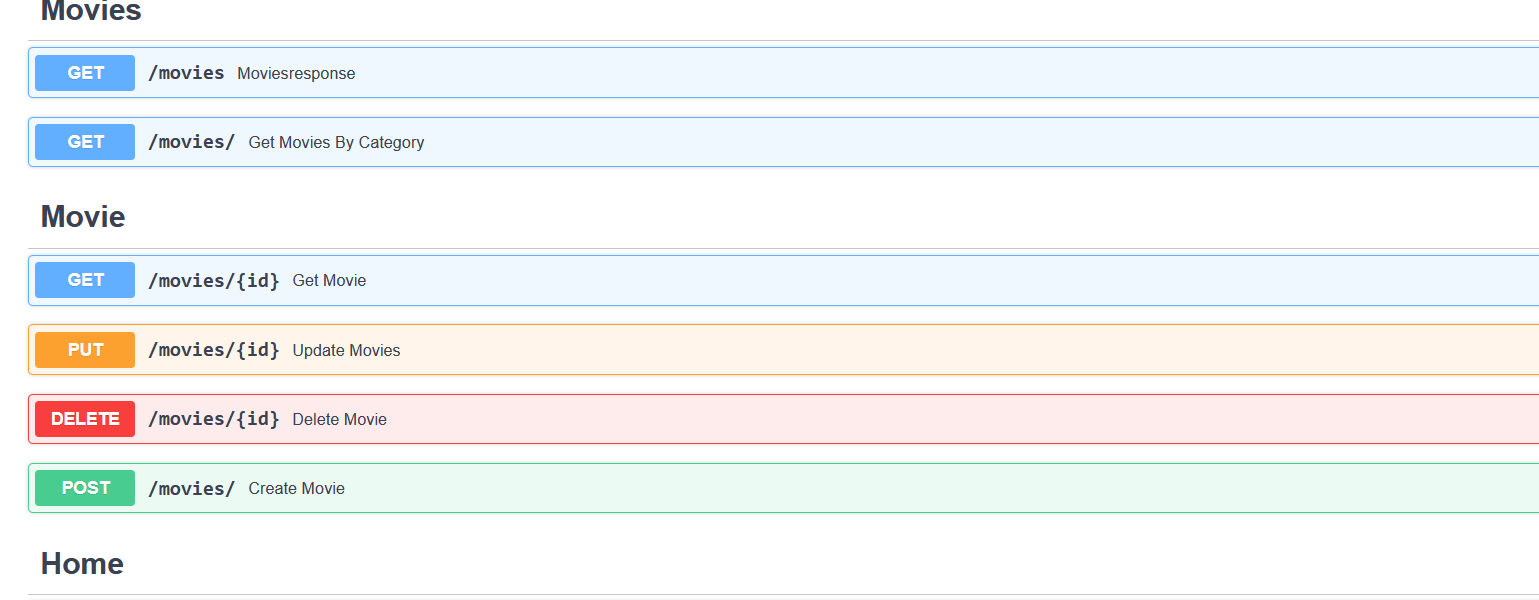 Movies
GET /movies Moviesresponse
GET /movies/ Get Movies By Category
Movie
GET /movies/{id} Get Movie
PUT /movies/{id} Update Movies
DELETE /movies/{id} Delete Movie
POST /movies/ Create Movie
Home